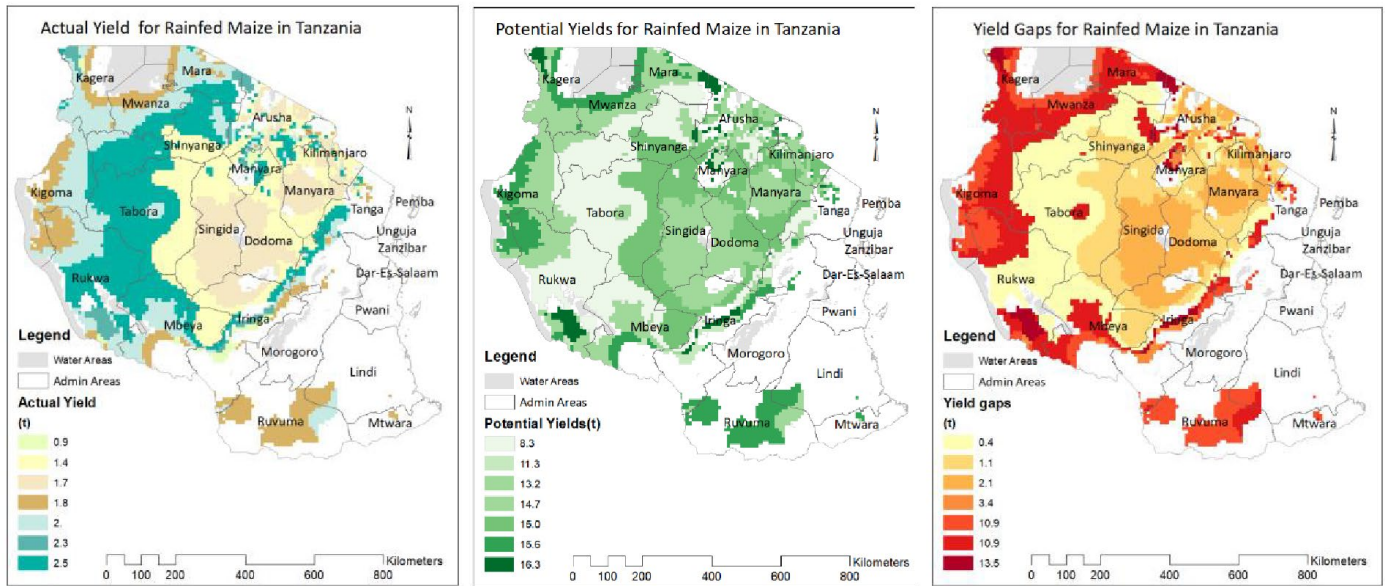 Actual Yield for Rainfed Maize in Tanzania
Kagera
Mara
Mwanza
N
Arusha
Shinyanga
Kilimanjaro
Manyara
Kigoma
Manyara
Tabora
Tanga
Pemba
Singida
Unguja
Dodoma
Zanzibar
Rukwa
Dar-Es-Salaam
Mbeya
Iringa
Pwani
Legend
Morogoro
Water Areas
Admin Areas
Lindi
Actual Yield
(t)
Ruvuma
Mtwara
0.9
1.4
1.7
1.8
2.
2.3
2.5
Kilometers
0 100 200 400 600 800
Potential Yields for Rainfed Maize in Tanzania
Kagera
Mara
Mwanza
N
Arusha
Shinyanga
Kilimanjaro
Manyara
Kigoma
Manyara
Tabora
Tanga
Pemba
Singida
Unguja
Dodoma
Zanzibar
Rukwa
Dar-Es-Salaam
Mbeya
Iringa
Pwani
Legend
Morogoro
Water Areas
Admin Areas
Lindi
Potential Yields(t)
Ruvuma
Mtwara
8.3
11.3
13.2
14.7
15.0
15.6
16.3
Kilometers
0 100 200 400 600 800
Yield Gaps for Rainfed Maize in Tanzania
Kagera
Mara
Mwanza
N
Arusha
Shinyanga
Kilimanjaro
Manyara
Kigoma
Manyara
Tabora
Tanga
Pemba
Singida
Unguja
Dodoma
Zanzibar
Rukwa
Dar-Es-Salaam
Mbeya
Iringa
Pwani
Legend
Morogoro
Water Areas
Admin Areas
Lindi
Yield gaps
(t)
Ruvuma
Mtwara
0.4
1.1
2.1
3.4
10.9
10.9
13.5
Kilometers
0 100 200 400 600 800